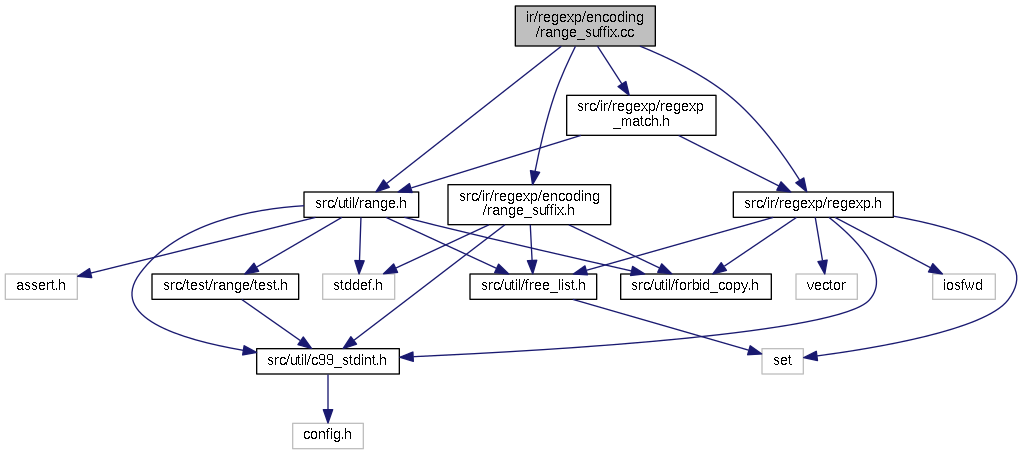 ir/regexp/encoding
/range_suffix.cc
src/ir/regexp/regexp
_match.h
src/util/range.h
src/ir/regexp/encoding
/range_suffix.h
src/ir/regexp/regexp.h
assert.h
src/test/range/test.h
stddef.h
src/util/free_list.h
src/util/forbid_copy.h
vector
iosfwd
src/util/c99_stdint.h
set
config.h